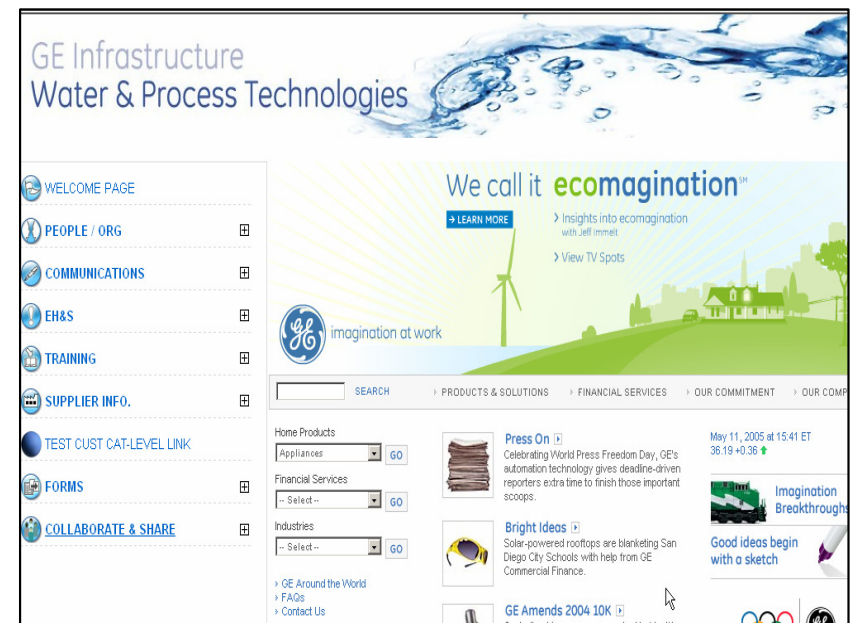 GE Infrastructure
Water & Process Technologies
WELCOME PAGE
PEOPLE / ORG
COMMUNICATIONS
EH&S
TRAINING
SUPPLIER INFO.
TEST CUST CAT-LEVEL LINK
FORMS
COLLABORATE & SHARE
We call it ecomagination℠
LEARN MORE
Insights into ecomagination
with Jeff Immelt
View TV Spots
imagination at work
SEARCH
PRODUCTS & SOLUTIONS
FINANCIAL SERVICES
OUR COMMITMENT
OUR COMP
Home Products
Appliances GO
Financial Services
-- Select -- GO
Industries
-- Select -- GO
GE Around the World
FAQs
Contact Us
Press On
Celebrating World Press Freedom Day, GE's
automation technology gives deadline-driven
reporters extra time to finish those important
scoops.
Bright Ideas
Solar-powered rooftops are blanketing San
Diego City Schools with help from GE
Commercial Finance.
GE Amends 2004 10K
May 11, 2005 at 15:41 ET
36.19 +0.36
Imagination
Breakthroughs
Good ideas begin
with a sketch